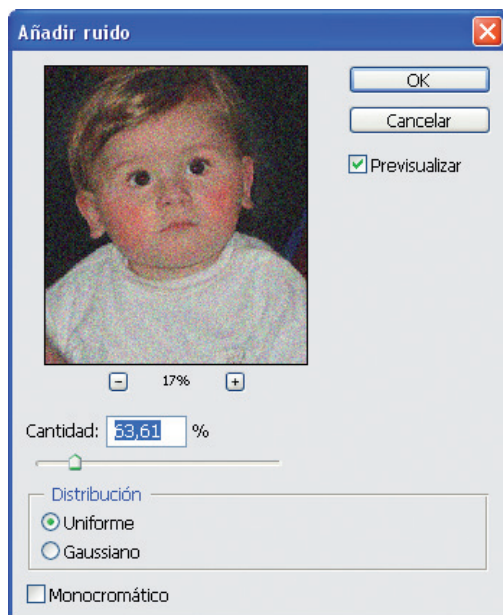 Añadir ruido
OK
Cancelar
Previsualizar
17%
Cantidad: 63,61 %
Distribución
Uniforme
Gaussiano
Monocromático